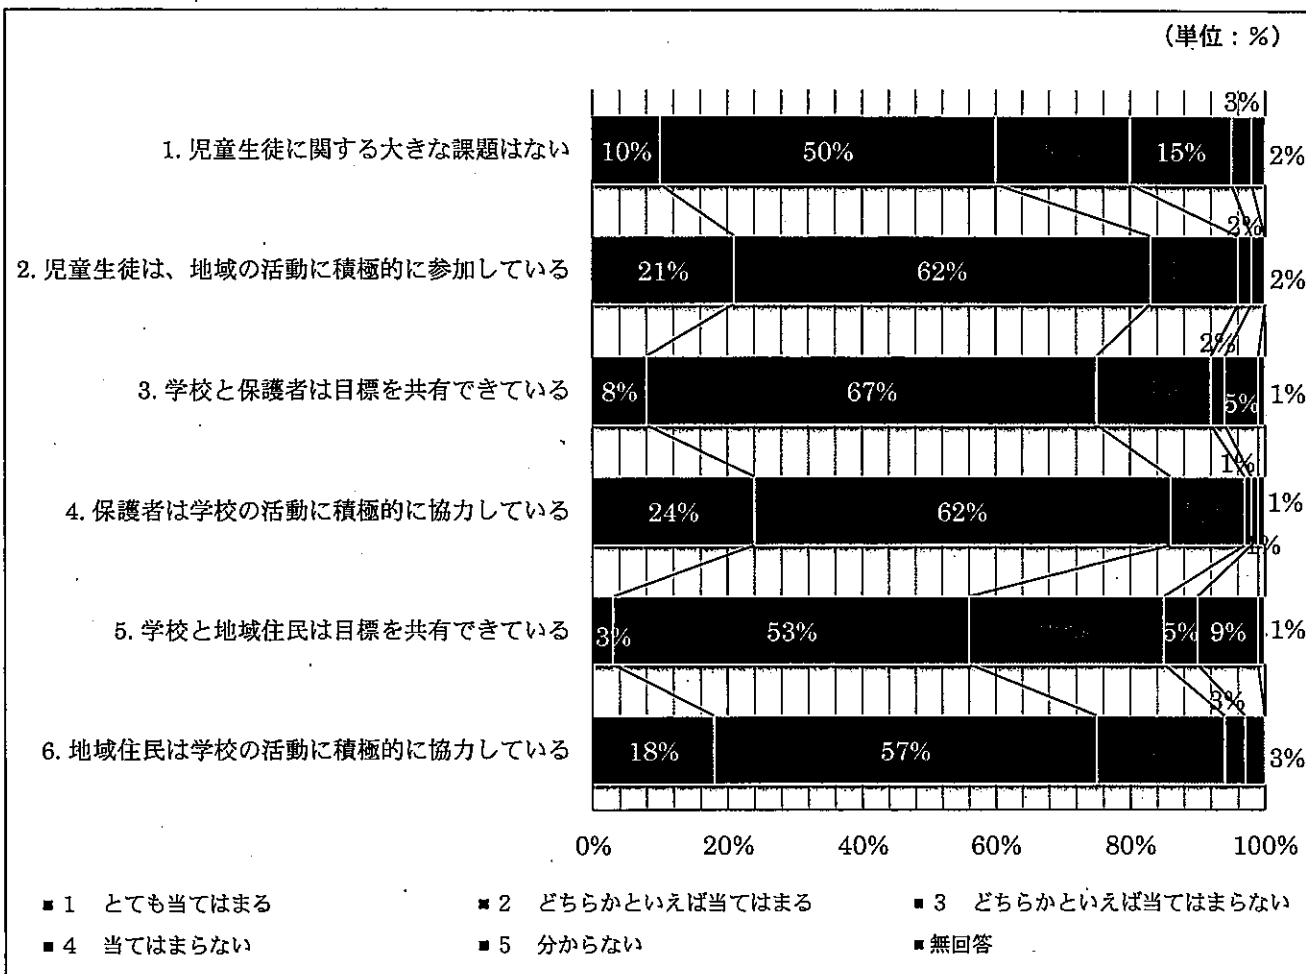 (単位：%)
3%
1. 児童生徒に関する大きな課題はない 10% 50% 15% 2%
2%
2. 児童生徒は、地域の活動に積極的に参加している 21% 62% 2%
2%
3. 学校と保護者は目標を共有できている 8% 67% 5% 1%
1%
4. 保護者は学校の活動に積極的に協力している 24% 62% 1%
1%
5. 学校と地域住民は目標を共有できている 3% 53% 5% 9% 1%
3%
6. 地域住民は学校の活動に積極的に協力している 18% 57% 3%
0% 20% 40% 60% 80% 100%
■ 1 とても当てはまる ■ 2 どちらかといえば当てはまる ■ 3 どちらかといえば当てはまらない
■ 4 当てはまらない ■ 5 分からない ■ 無回答